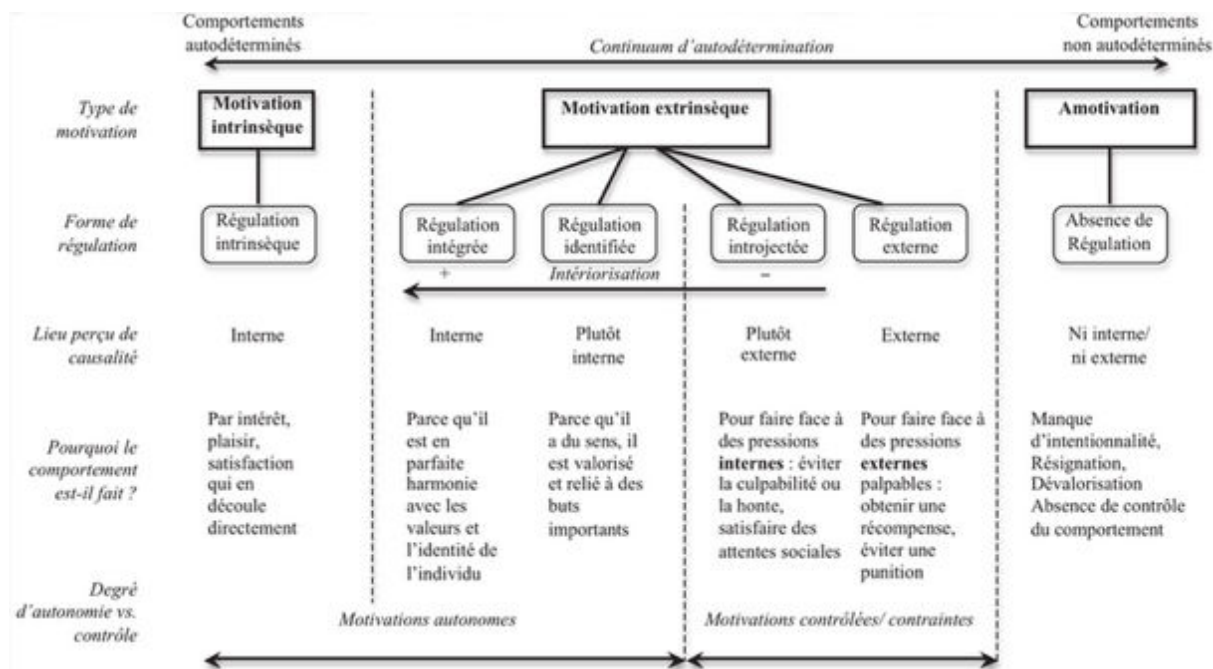 Comportements
autodéterminés
Comportements
non autodéterminés
Continuum d'autodétermination
Type de
motivation
Motivation
intrinsèque
Motivation extrinsèque
Amotivation
Forme de
régulation
Régulation
intrinsèque
Régulation
intégrée
Régulation
identifiée
Régulation
introjectée
Régulation
externe
Absence de
Régulation
+
Intériorisation
–
Lieu perçu de
causalité
Interne
Interne
Plutôt
interne
Plutôt
externe
Externe
Ni interne/
ni externe
Pourquoi le
comportement
est-il fait ?
Par intérêt,
plaisir,
satisfaction
qui en
découle
directement
Parce qu'il
est en
parfaite
harmonie
avec les
valeurs et
l'identité de
l'individu
Parce qu'il
a du sens, il
est valorisé
et relié à des
buts
importants
Pour faire face à
des pressions
internes : éviter
la culpabilité ou
la honte,
satisfaire des
attentes sociales
Pour faire face à
des pressions
externes
palpables :
obtenir une
récompense,
éviter une
punition
Manque
d'intentionnalité,
Résignation,
Dévalorisation
Absence de contrôle
du comportement
Degré
d'autonomie vs.
contrôle
Motivations autonomes
Motivations contrôlées/ contraintes